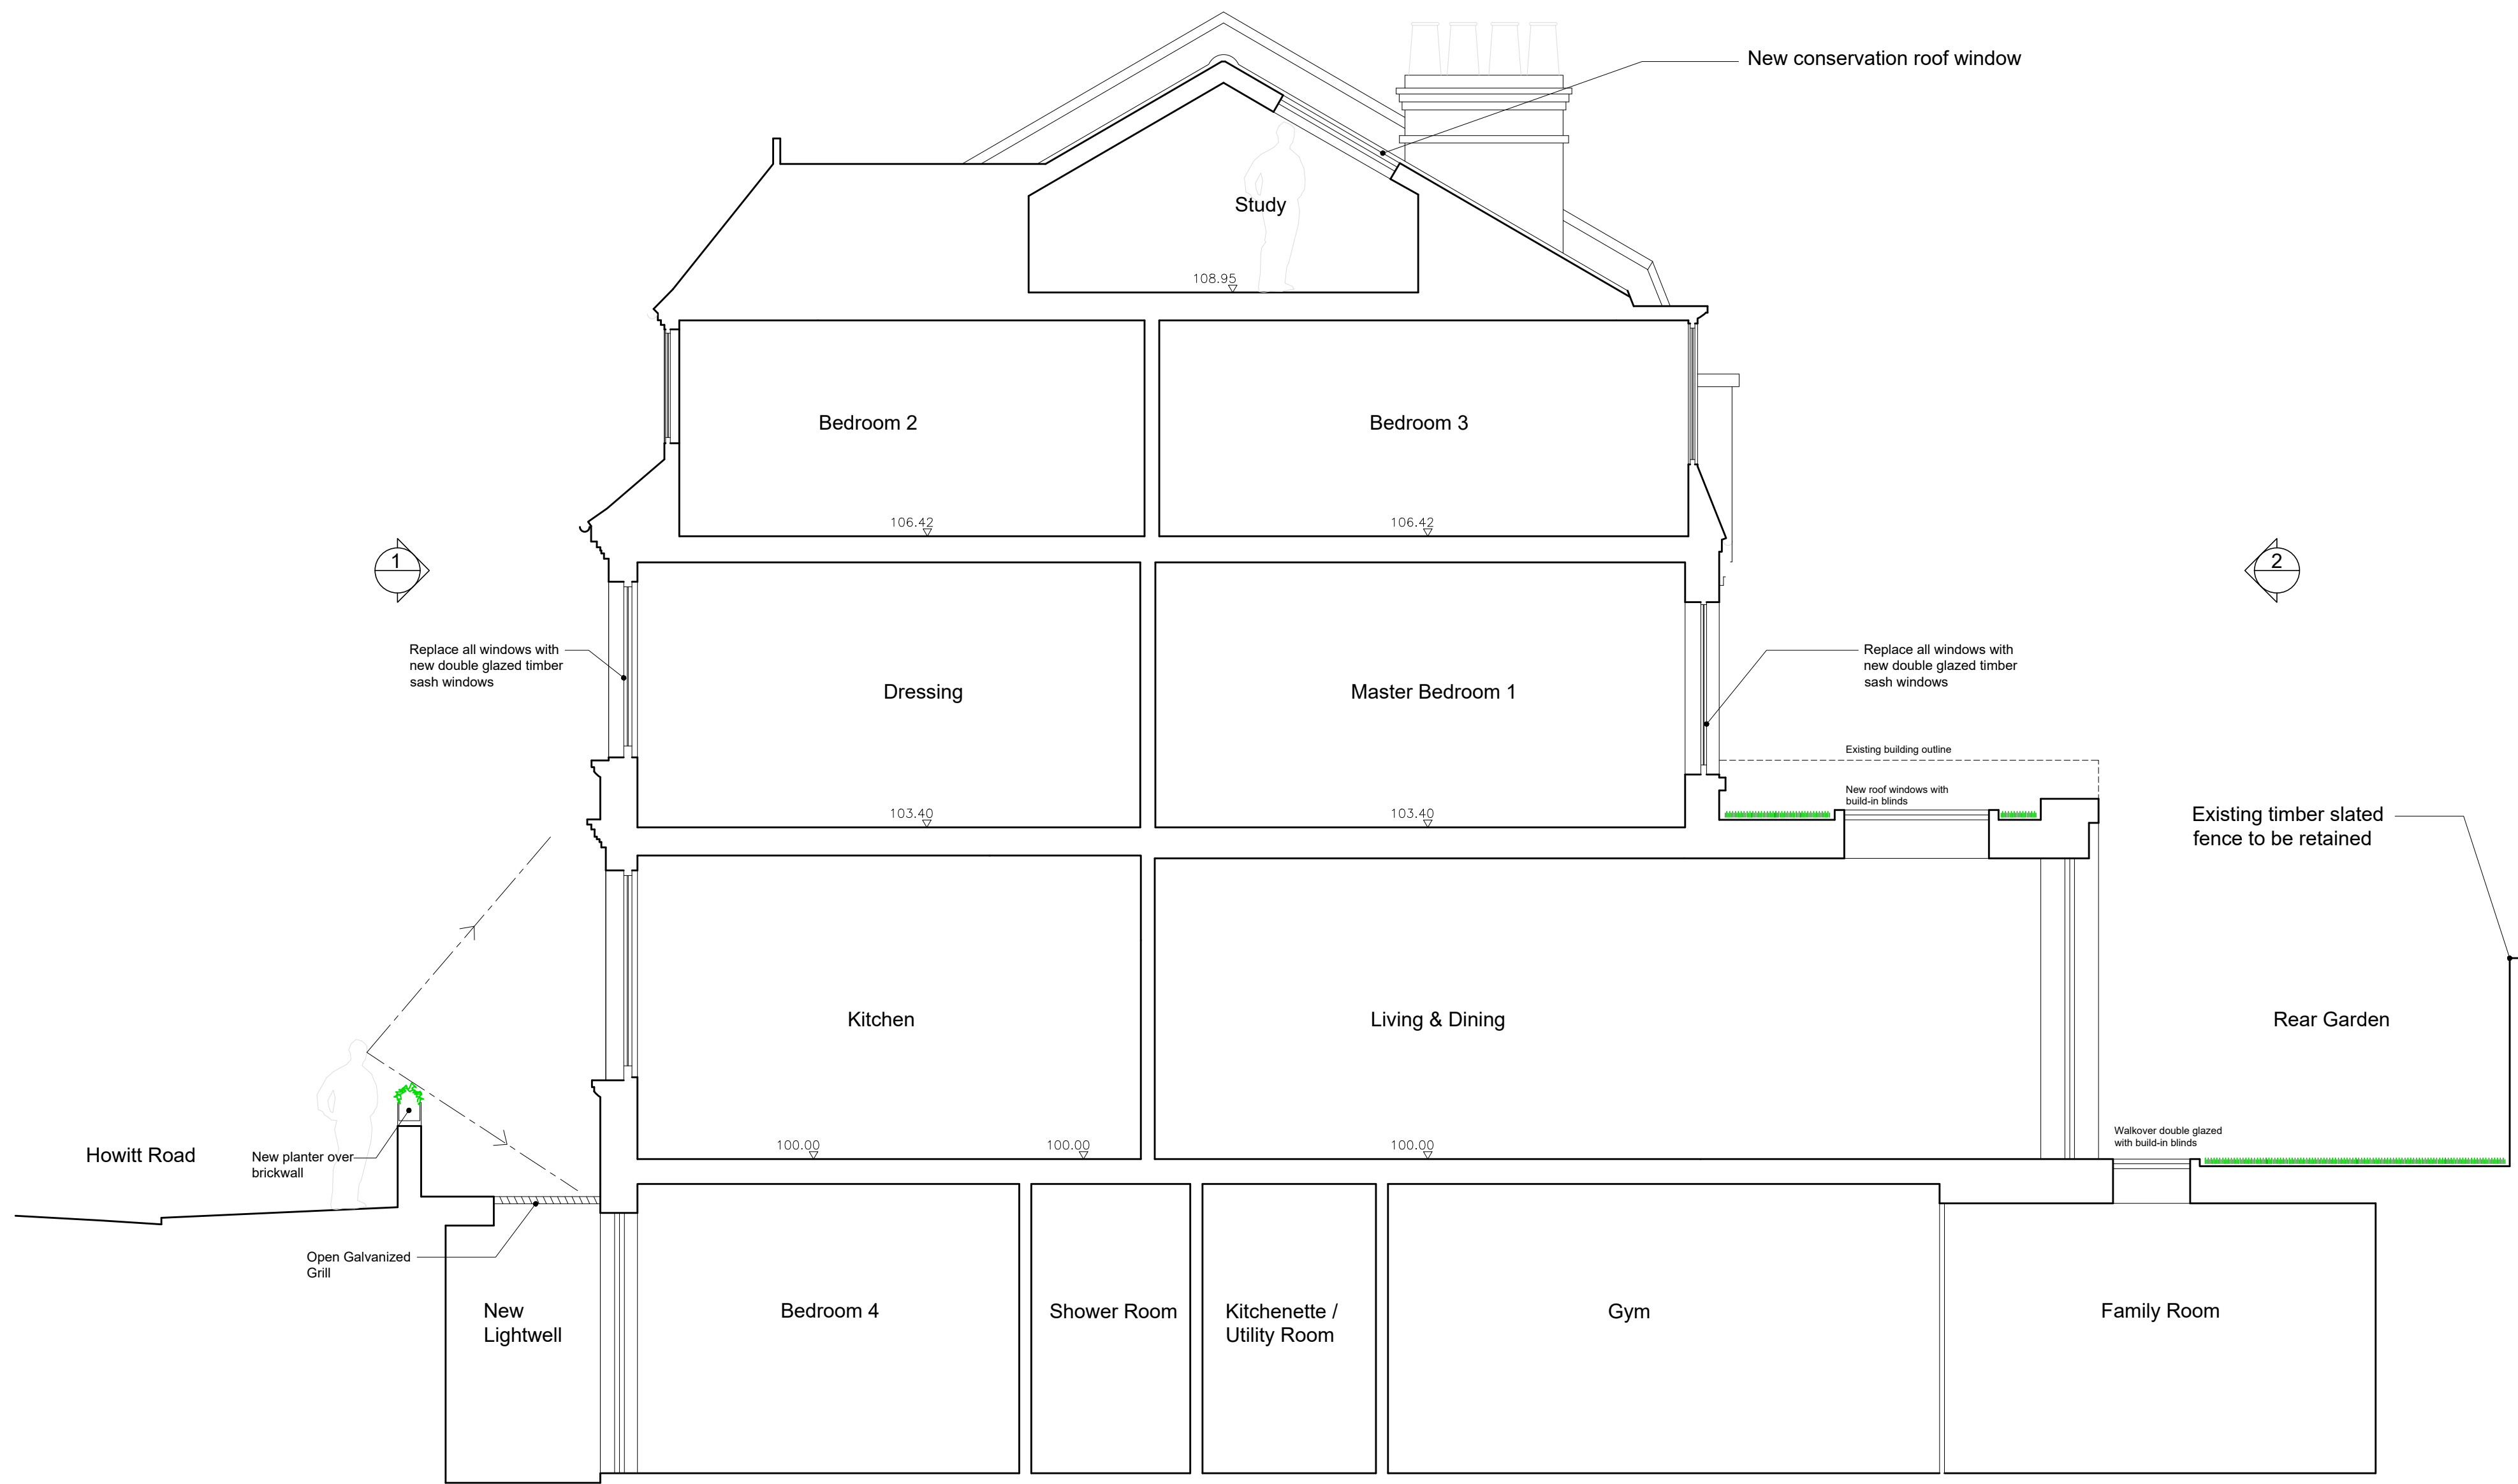 New conservation roof window
Study
108.95
Bedroom 2
Bedroom 3
106.42
106.42
1
2
Replace all windows with
new double glazed timber
sash windows
Replace all windows with
new double glazed timber
sash windows
Dressing
Master Bedroom 1
Existing building outline
New roof windows with
build-in blinds
103.40
103.40
Existing timber slated
fence to be retained
Kitchen
Living & Dining
Rear Garden
Walkover double glazed
with build-in blinds
100.00
100.00
100.00
Howitt Road
New planter over
brickwall
Open Galvanized
Grill
New
Lightwell
Bedroom 4
Shower Room
Kitchenette /
Utility Room
Gym
Family Room